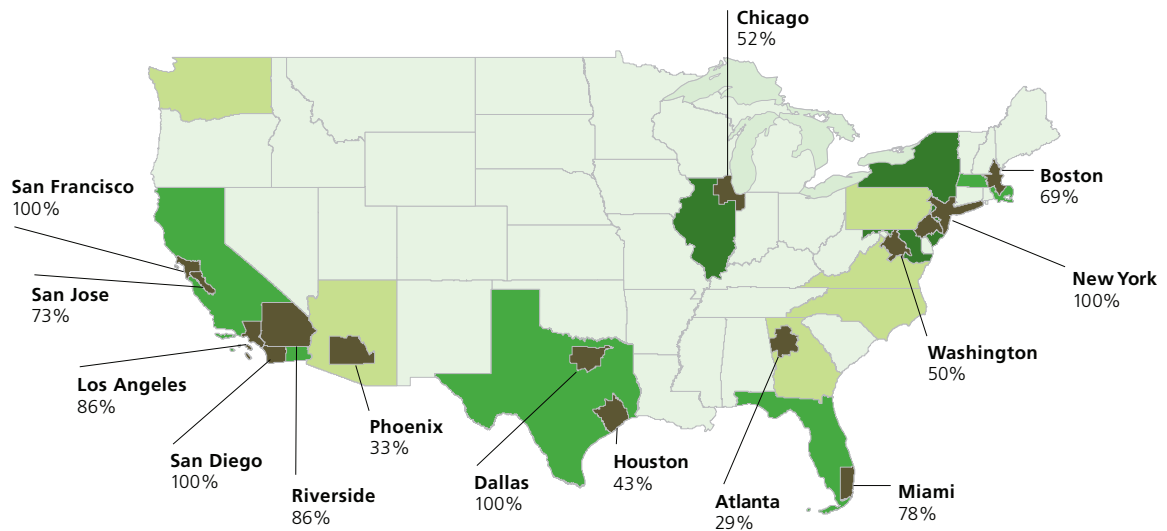 Chicago
52%
San Francisco
100%
Boston
69%
San Jose
73%
New York
100%
Washington
50%
Los Angeles
86%
Phoenix
33%
San Diego
100%
Riverside
86%
Dallas
100%
Houston
43%
Atlanta
29%
Miami
78%